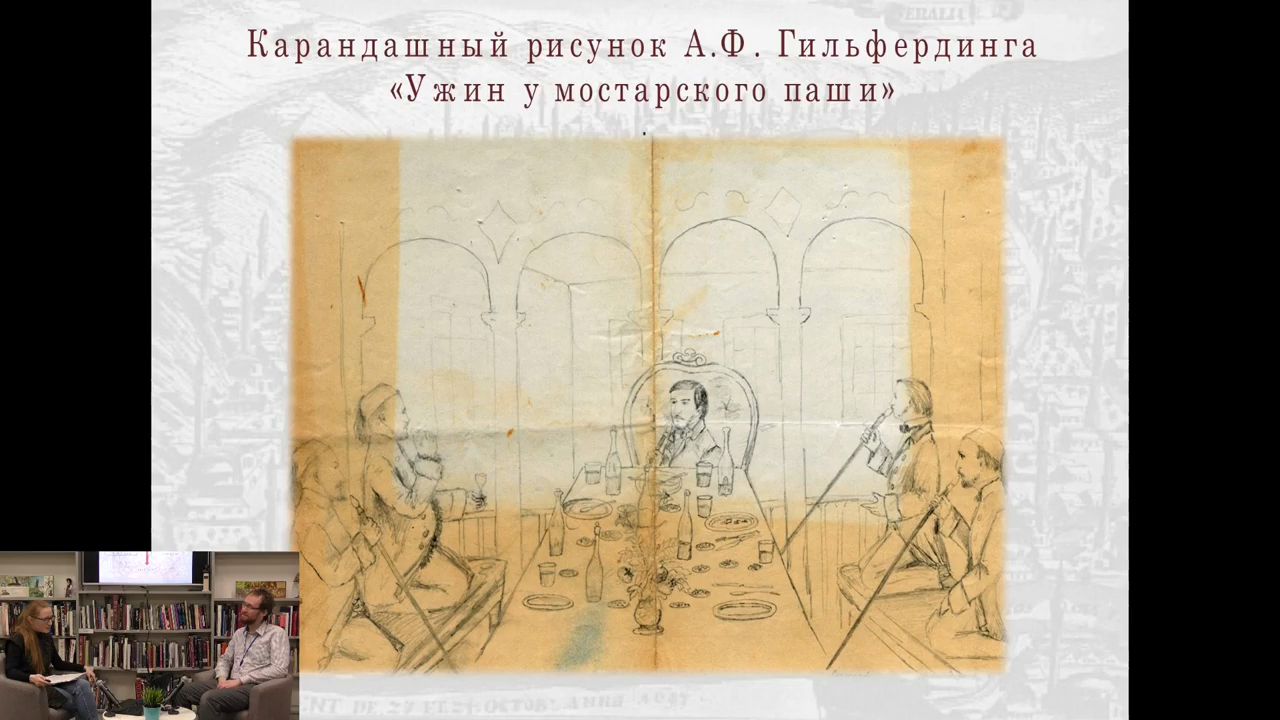 Карандашный рисунок А.Ф. Гильфердинга
«Ужин у мостарского паши»